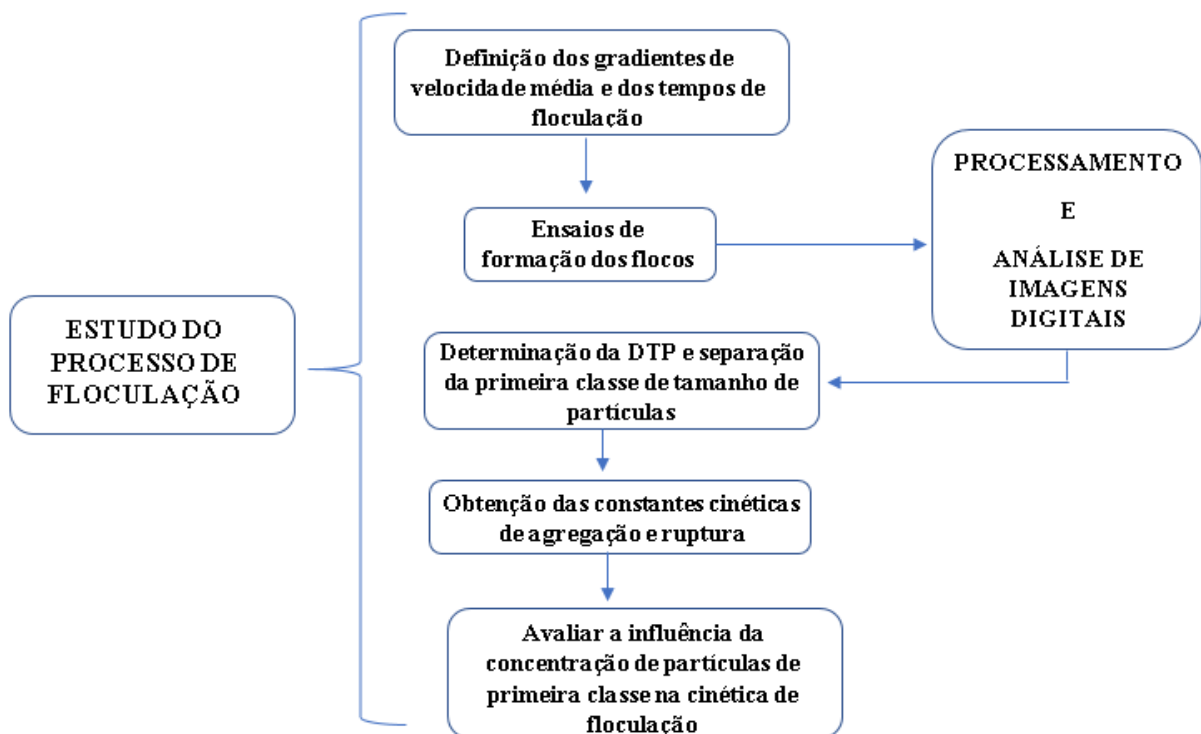 ESTUDO DO
PROCESSO DE
FLOCULAÇÃO
Definição dos gradientes de
velocidade média e dos tempos de
floculação
Ensaios de
formação dos flocos
PROCESSAMENTO
E
ANÁLISE DE
IMAGENS
DIGITAIS
Determinação da DTP e separação
da primeira classe de tamanho de
partículas
Obtenção das constantes cinéticas
de agregação e ruptura
Avaliar a influência da
concentração de partículas de
primeira classe na cinética de
floculação